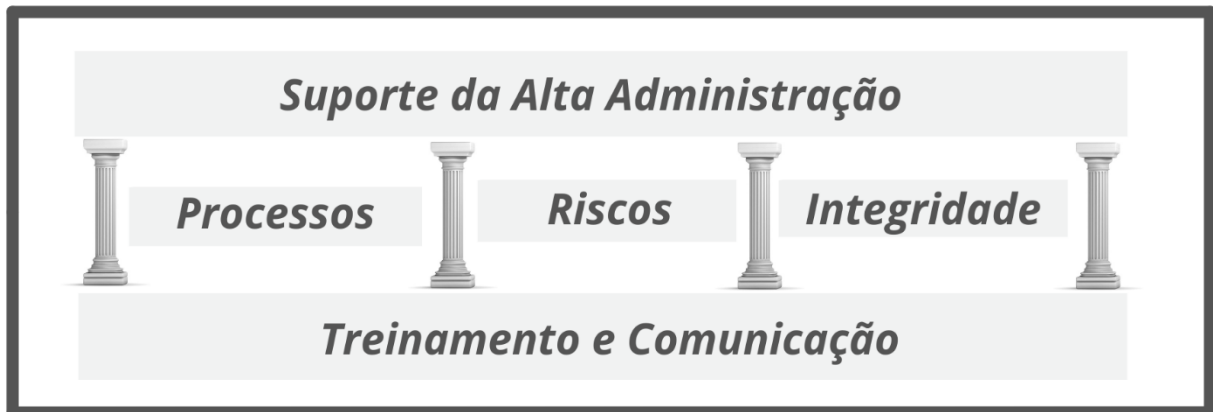 Suporte da Alta Administração
Processos
Riscos
Integridade
Treinamento e Comunicação